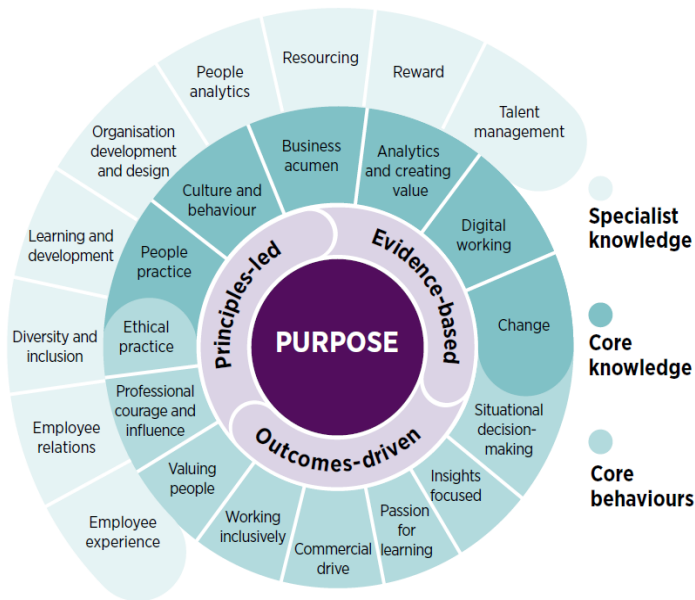 PURPOSE
Principles-led
Evidence-based
Outcomes-driven
People
practice
Culture and
behaviour
Business
acumen
Analytics
and creating
value
Digital
working
Change
Situational
decision-
making
Insights
focused
Passion
for
learning
Commercial
drive
Working
inclusively
Valuing
people
Professional
courage and
influence
Ethical
practice
Employee
experience
Employee
relations
Diversity and
inclusion
Learning and
development
Organisation
development
and design
People
analytics
Resourcing
Reward
Talent
management
Specialist
knowledge
Core
knowledge
Core
behaviours